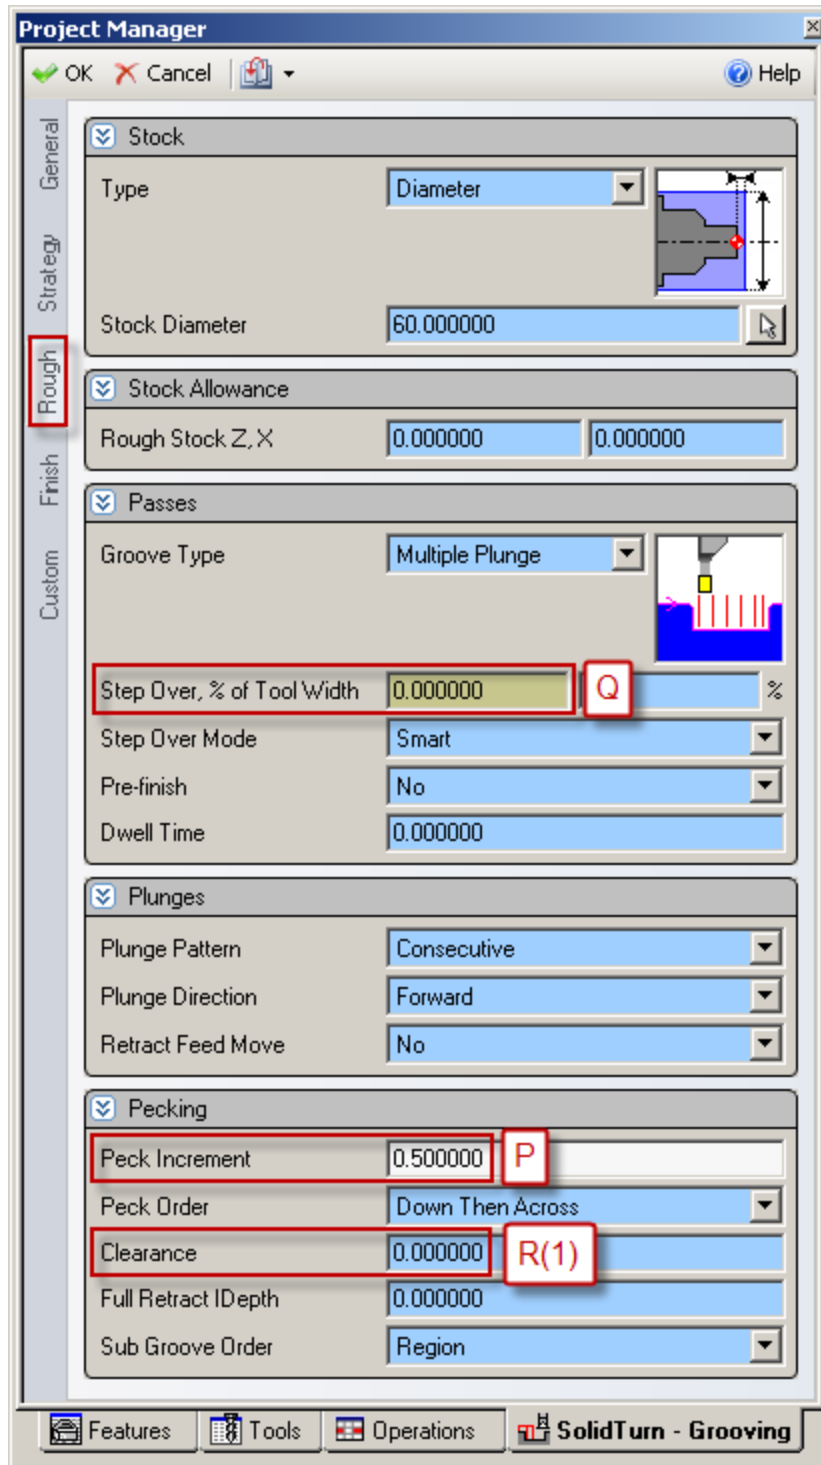 Project Manager
OK Cancel Help
General
Strategy
Rough
Finish
Custom
Stock
Type Diameter
Stock Diameter 60.000000
Stock Allowance
Rough Stock Z, X 0.000000 0.000000
Passes
Groove Type Multiple Plunge
Step Over, % of Tool Width 0.000000 Q %
Step Over Mode Smart
Pre-finish No
Dwell Time 0.000000
Plunges
Plunge Pattern Consecutive
Plunge Direction Forward
Retract Feed Move No
Pecking
Peck Increment 0.500000 P
Peck Order Down Then Across
Clearance 0.000000 R(1)
Full Retract IDepth 0.000000
Sub Groove Order Region
Features Tools Operations SolidTurn - Grooving